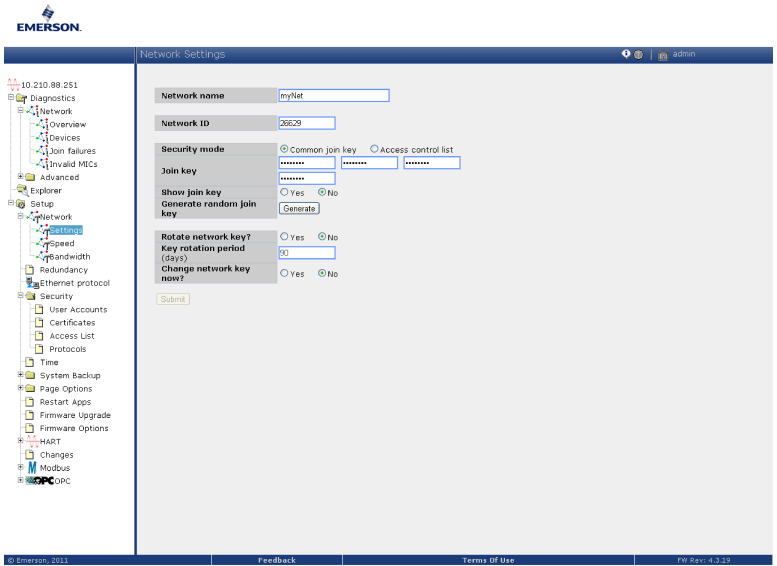 EMERSON.
Network Settings
admin
10.210.88.251
Diagnostics
Network
Overview
Devices
Join failures
Invalid MICs
Advanced
Explorer
Setup
Network
Settings
Speed
Bandwidth
Redundancy
Ethernet protocol
Security
User Accounts
Certificates
Access List
Protocols
Time
System Backup
Page Options
Restart Apps
Firmware Upgrade
Firmware Options
HART
Changes
Modbus
OPC OPC
Network name myNet
Network ID 26629
Security mode Common join key Access control list
Join key •••••••• •••••••• ••••••••
••••••••
Show join key Yes No
Generate random join
key Generate
Rotate network key? Yes No
Key rotation period
(days) 90
Change network key
now? Yes No
Submit
© Emerson, 2011 Feedback Terms Of Use FW Rev: 4.3.19